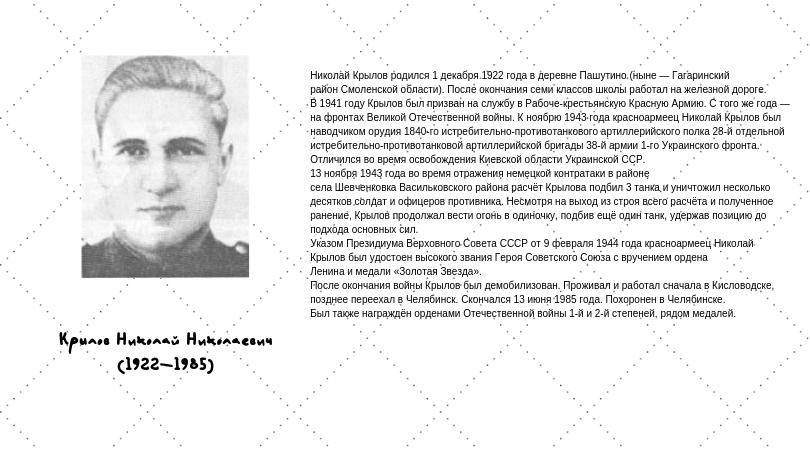 Николай Крылов родился 1 декабря 1922 года в деревне Пашутино (ныне — Гагаринский
район Смоленской области). После окончания семи классов школы работал на железной дороге.
В 1941 году Крылов был призван на службу в Рабоче-крестьянскую Красную Армию. С того же года —
на фронтах Великой Отечественной войны. К ноябрю 1943 года красноармеец Николай Крылов был
наводчиком орудия 1840-го истребительно-противотанкового артиллерийского полка 28-й отдельной
истребительно-противотанковой артиллерийской бригады 38-й армии 1-го Украинского фронта.
Отличился во время освобождения Киевской области Украинской ССР.
13 ноября 1943 года во время отражения немецкой контратаки в районе
села Шевченковка Васильковского района расчёт Крылова подбил 3 танка и уничтожил несколько
десятков солдат и офицеров противника. Несмотря на выход из строя всего расчёта и полученное
ранение, Крылов продолжал вести огонь в одиночку, подбив ещё один танк, удержав позицию до
подхода основных сил.
Указом Президиума Верховного Совета СССР от 9 февраля 1944 года красноармеец Николай
Крылов был удостоен высокого звания Героя Советского Союза с вручением ордена
Ленина и медали «Золотая Звезда».
После окончания войны Крылов был демобилизован. Проживал и работал сначала в Кисловодске,
позднее переехал в Челябинск. Скончался 13 июня 1985 года. Похоронен в Челябинске.
Был также награждён орденами Отечественной войны 1-й и 2-й степеней, рядом медалей.
Крылов Николай Николаевич
(1922—1985)